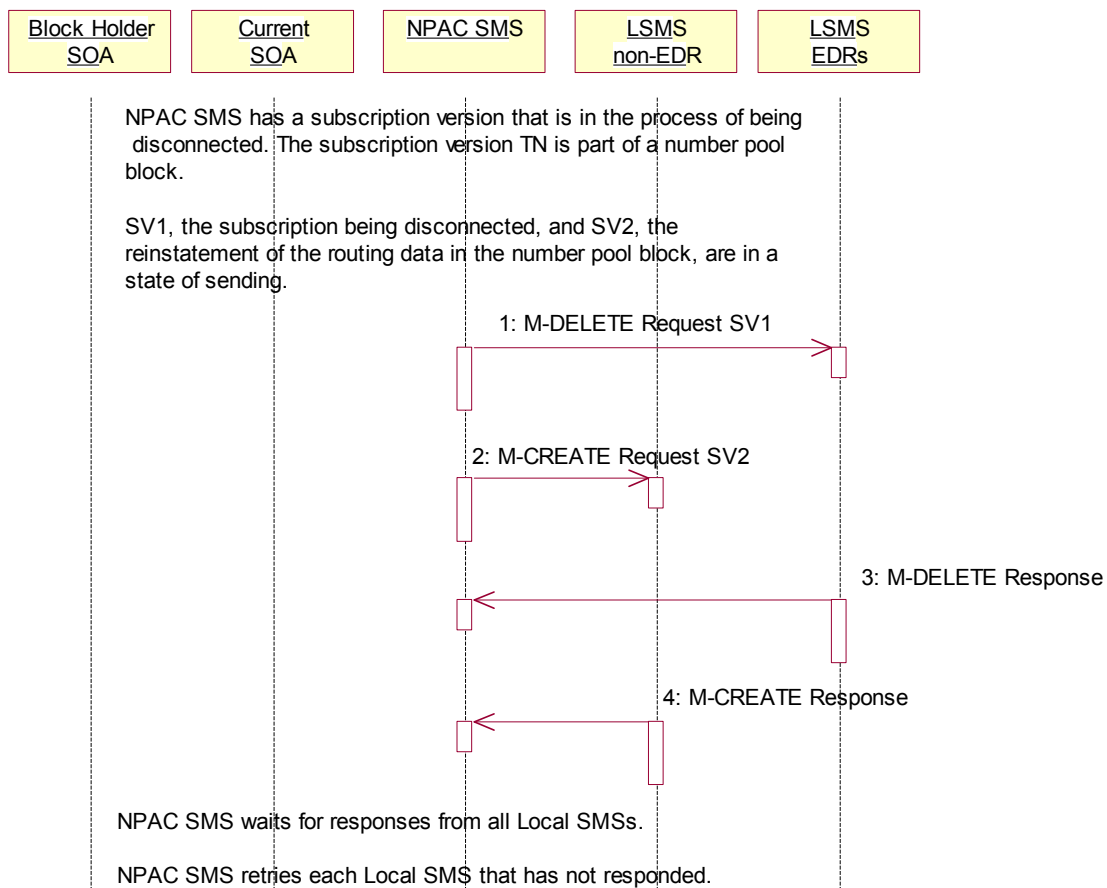 Block Holder
SOA
Current
SOA
NPAC SMS
LSMS
non-EDR
LSMS
EDRs
NPAC SMS has a subscription version that is in the process of being
disconnected. The subscription version TN is part of a number pool
block.
SV1, the subscription being disconnected, and SV2, the
reinstatement of the routing data in the number pool block, are in a
state of sending.
1: M-DELETE Request SV1
2: M-CREATE Request SV2
3: M-DELETE Response
4: M-CREATE Response
NPAC SMS waits for responses from all Local SMSs.
NPAC SMS retries each Local SMS that has not responded.